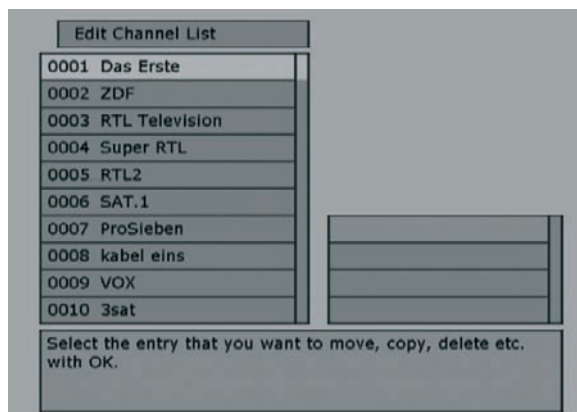 Edit Channel List
0001 Das Erste
0002 ZDF
0003 RTL Television
0004 Super RTL
0005 RTL2
0006 SAT.1
0007 ProSieben
0008 kabel eins
0009 VOX
0010 3sat
Select the entry that you want to move, copy, delete etc.
with OK.